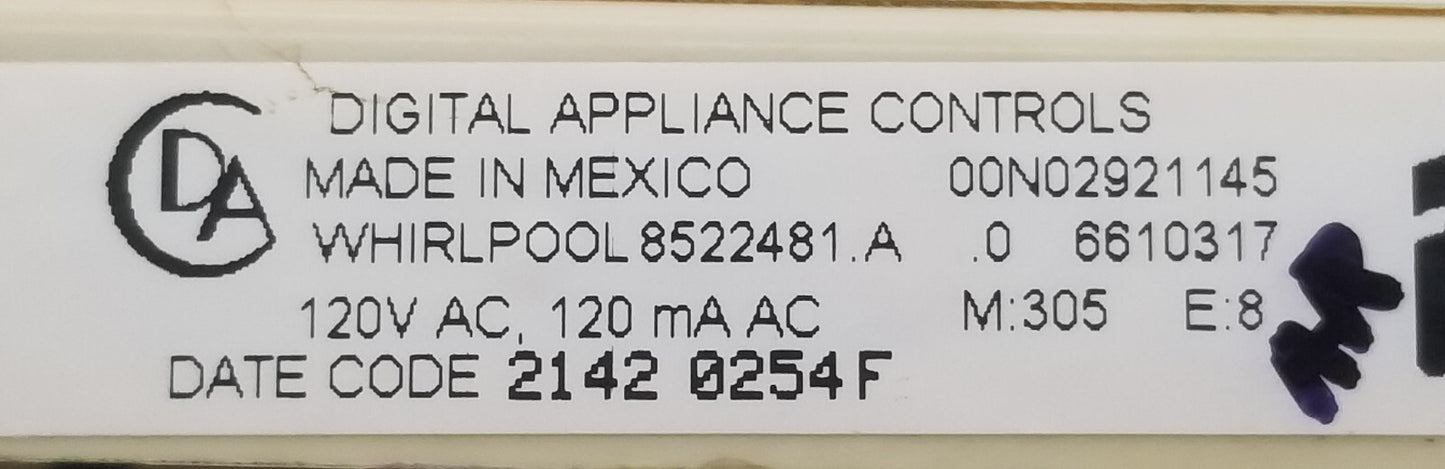 CDA
DIGITAL APPLIANCE CONTROLS
MADE IN MEXICO 00N02921145
WHIRLPOOL 8522481.A .0 6610317
120V AC, 120 mA AC M:305 E:8
DATE CODE 2142 0254F